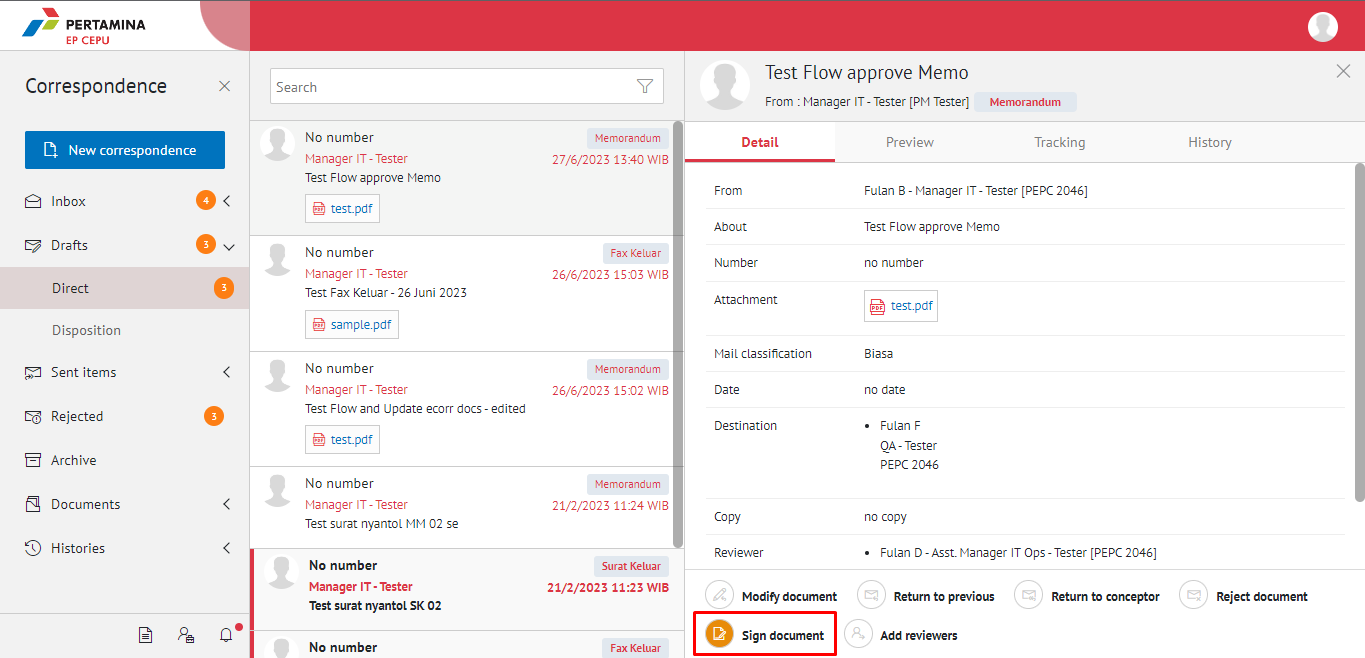 PERTAMINA
EP CEPU
Correspondence
New correspondence
Inbox 4
Drafts 3
Direct 3
Disposition
Sent items
Rejected 3
Archive
Documents
Histories
Search
No number Memorandum
Manager IT - Tester 27/6/2023 13:40 WIB
Test Flow approve Memo
PDF test.pdf
No number Fax Keluar
Manager IT - Tester 26/6/2023 15:03 WIB
Test Fax Keluar - 26 Juni 2023
PDF sample.pdf
No number Memorandum
Manager IT - Tester 26/6/2023 15:02 WIB
Test Flow and Update ecorr docs - edited
PDF test.pdf
No number Memorandum
Manager IT - Tester 21/2/2023 11:24 WIB
Test surat nyantol MM 02 se
No number Surat Keluar
Manager IT - Tester 21/2/2023 11:23 WIB
Test surat nyantol SK 02
No number Fax Keluar
Test Flow approve Memo
From : Manager IT - Tester [PM Tester] Memorandum
Detail Preview Tracking History
From Fulan B - Manager IT - Tester [PEPC 2046]
About Test Flow approve Memo
Number no number
Attachment PDF test.pdf
Mail classification Biasa
Date no date
Destination • Fulan F
QA - Tester
PEPC 2046
Copy no copy
Reviewer • Fulan D - Asst. Manager IT Ops - Tester [PEPC 2046]
Modify document Return to previous Return to conceptor Reject document
Sign document Add reviewers